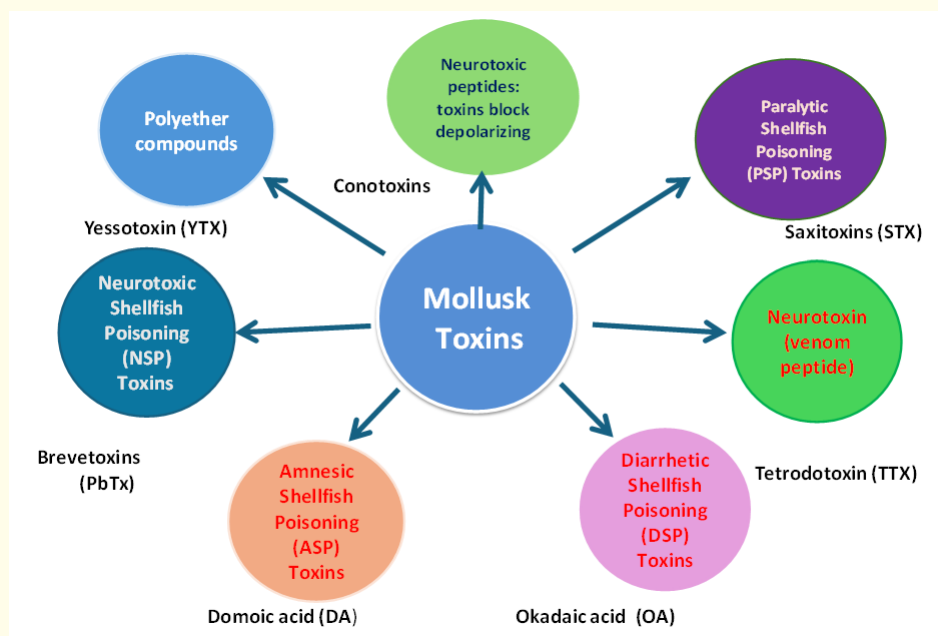 Neurotoxic
peptides:
toxins block
depolarizing
Polyether
compounds
Paralytic
Shellfish
Poisoning
(PSP) Toxins
Conotoxins
Yessotoxin (YTX)
Saxitoxins (STX)
Mollusk
Toxins
Neurotoxic
Shellfish
Poisoning
(NSP)
Toxins
Neurotoxin
(venom
peptide)
Brevetoxins
(PbTx)
Tetrodotoxin (TTX)
Amnesic
Shellfish
Poisoning
(ASP)
Toxins
Diarrhetic
Shellfish
Poisoning
(DSP)
Toxins
Domoic acid (DA)
Okadaic acid (OA)